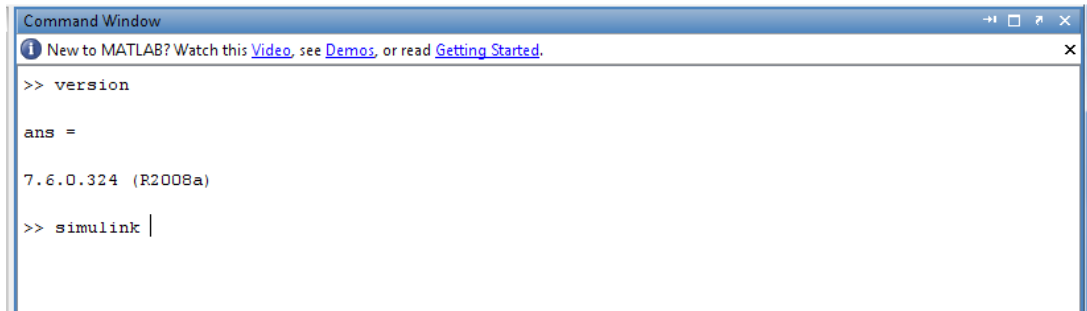 Command Window
New to MATLAB? Watch this Video, see Demos, or read Getting Started.
>> version
ans =
7.6.0.324 (R2008a)
>> simulink